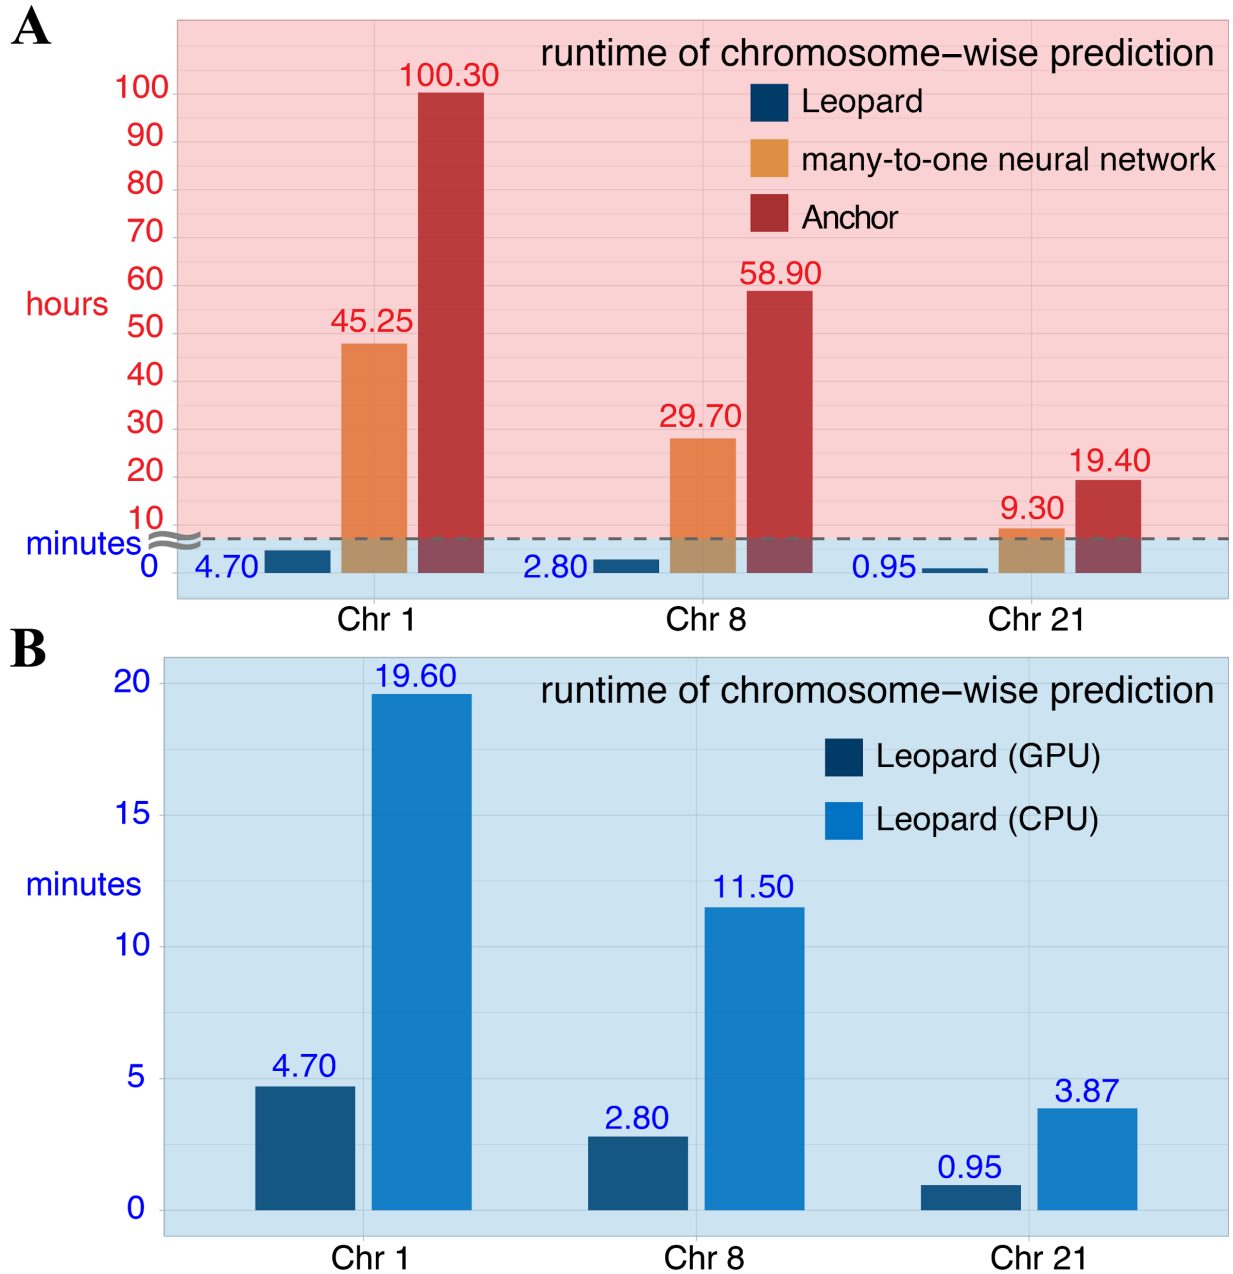 A
runtime of chromosome–wise prediction
Leopard
many-to-one neural network
Anchor
hours
minutes
100
90
80
70
60
50
40
30
20
10
0
4.70
45.25
100.30
2.80
29.70
58.90
0.95
9.30
19.40
Chr 1
Chr 8
Chr 21
B
runtime of chromosome–wise prediction
Leopard (GPU)
Leopard (CPU)
minutes
20
15
10
5
0
4.70
19.60
2.80
11.50
0.95
3.87
Chr 1
Chr 8
Chr 21